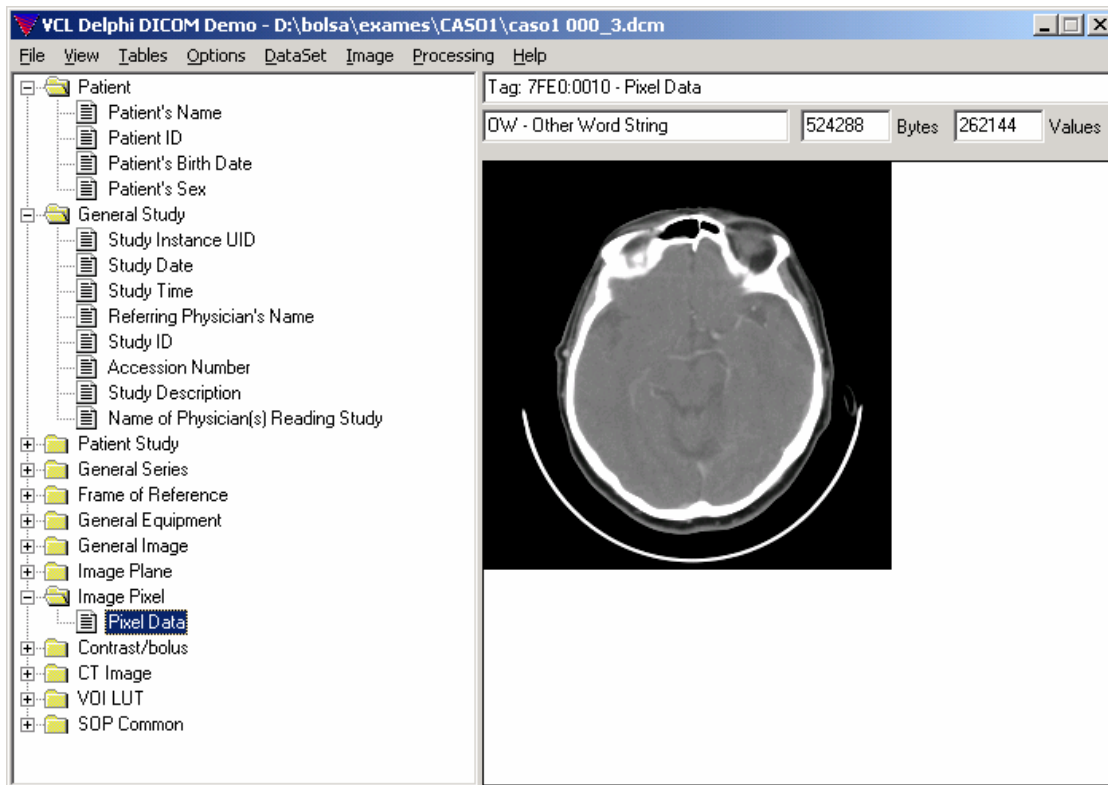 VCL Delphi DICOM Demo - D:\bolsa\exames\CASO1\caso1 000_3.dcm
File View Tables Options DataSet Image Processing Help
Patient
Patient's Name
Patient ID
Patient's Birth Date
Patient's Sex
General Study
Study Instance UID
Study Date
Study Time
Referring Physician's Name
Study ID
Accession Number
Study Description
Name of Physician(s) Reading Study
Patient Study
General Series
Frame of Reference
General Equipment
General Image
Image Plane
Image Pixel
Pixel Data
Contrast/bolus
CT Image
VOI LUT
SOP Common
Tag: 7FE0:0010 - Pixel Data
OW - Other Word String 524288 Bytes 262144 Values